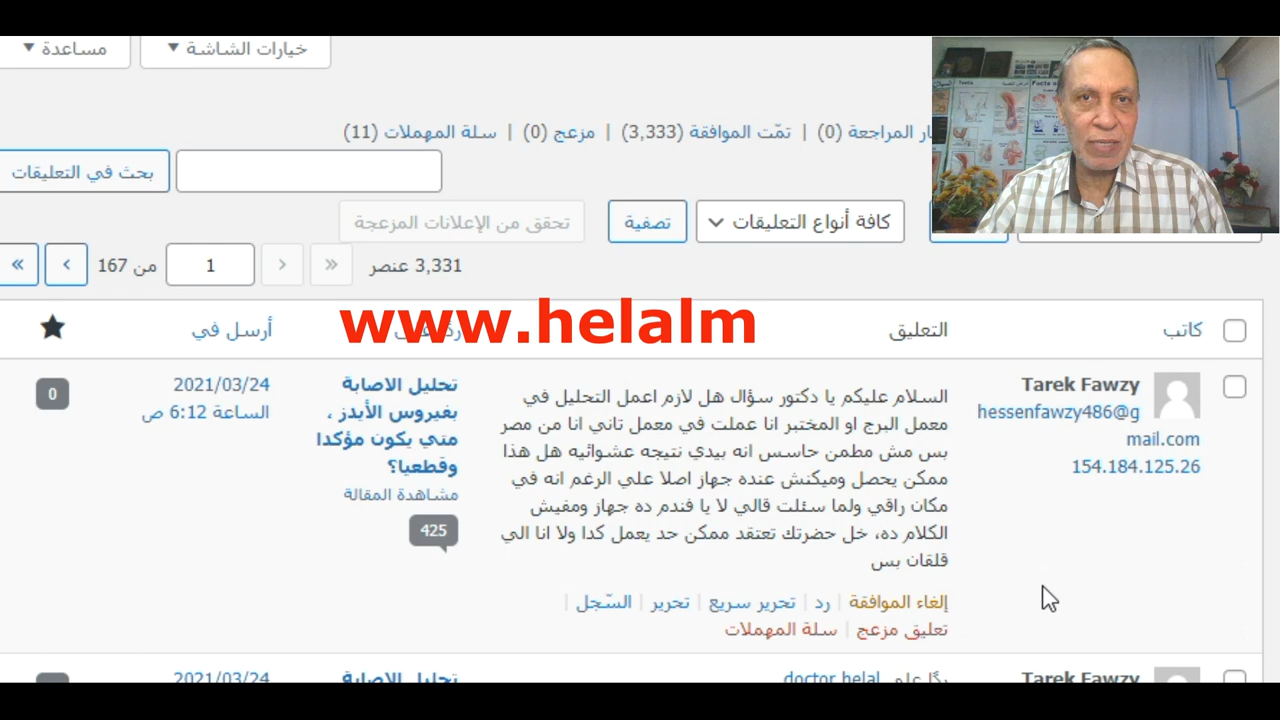 خيارات الشاشة ▼ مساعدة ▼
المراجعة (0) | تمّت الموافقة (3,333) | مزعج (0) | سلة المهملات (11)
بحث في التعليقات
كافة أنواع التعليقات تصفية تحقق من الإعلانات المزعجة
3,331 عنصر « ‹ 1 من 167 › »
www.helalm
كاتب التعليق أرسل في
Tarek Fawzy
hessenfawzy486@g
mail.com
154.184.125.26
السلام عليكم يا دكتور سؤال هل لازم اعمل التحليل في
معمل البرج او المختبر انا عملت في معمل تاني انا من مصر
بس مش مطمن حاسس انه بيدي نتيجه عشوائيه هل هذا
ممكن يحصل وميكنش عنده جهاز اصلا علي الرغم انه في
مكان راقي ولما سئلت قالي لا يا فندم ده جهاز ومفيش
الكلام ده، خل حضرتك تعتقد ممكن حد يعمل كدا ولا انا الي
قلقان بس
إلغاء الموافقة | رد | تحرير سريع | تحرير | السّجل |
تعليق مزعج | سلة المهملات
تحليل الاصابة
بفيروس الأيدز ،
متي يكون مؤكدا
وقطعيا؟
مشاهدة المقالة
425
2021/03/24
الساعة 6:12 ص
0
Tarek Fawzy ردًا على doctor helal تحليل الاصابة 2021/03/24